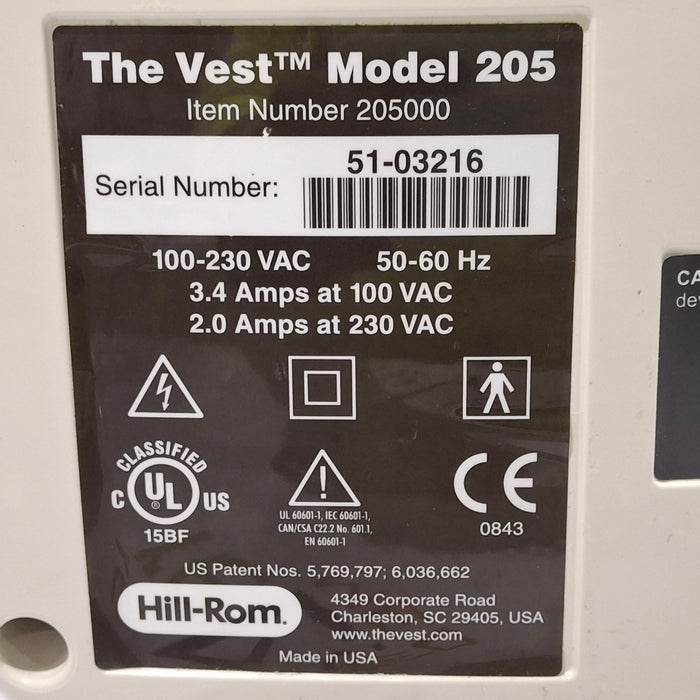 The Vest™ Model 205
Item Number 205000
51-03216
Serial Number:
100-230 VAC 50-60 Hz
3.4 Amps at 100 VAC
2.0 Amps at 230 VAC
CLASSIFIED
C UL® US
15BF
UL 60601-1, IEC 60601-1,
CAN/CSA C22.2 No. 601.1,
EN 60601-1
CE
0843
US Patent Nos. 5,769,797; 6,036,662
Hill-Rom.
4349 Corporate Road
Charleston, SC 29405, USA
www.thevest.com
Made in USA
CA
de